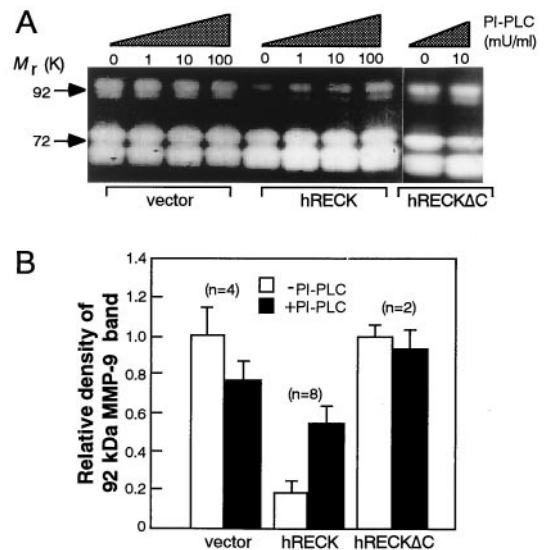 A
PI-PLC
(mU/ml)
Mr (K)
0 1 10 100 0 1 10 100 0 10
92
72
vector hRECK hRECKΔC
B
Relative density of
92 kDa MMP-9 band
1.4
1.2
1.0
0.8
0.6
0.4
0.2
0
(n=4)
-PI-PLC
+PI-PLC
(n=8)
(n=2)
vector hRECK hRECKΔC